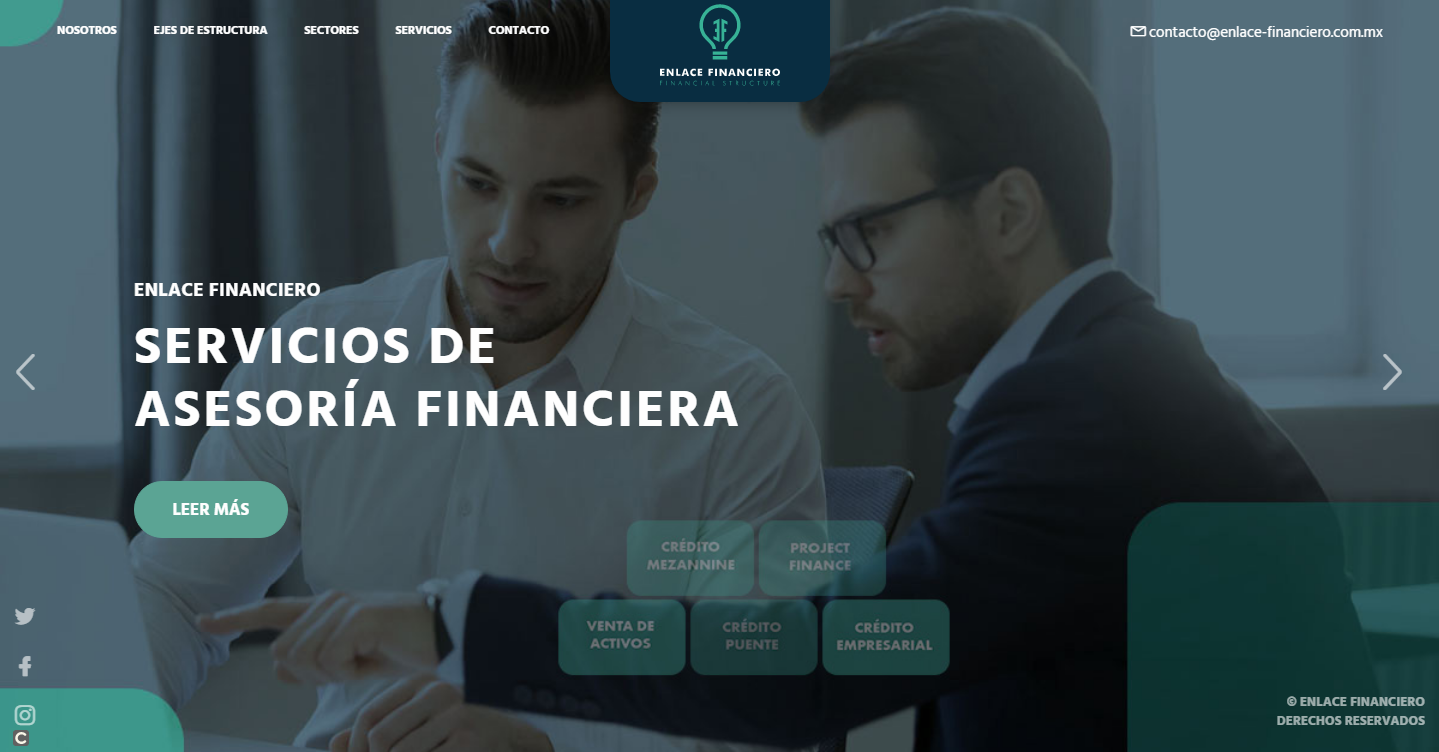 NOSOTROS
EJES DE ESTRUCTURA
SECTORES
SERVICIOS
CONTACTO
ENLACE FINANCIERO
FINANCIAL STRUCTURE
contacto@enlace-financiero.com.mx
ENLACE FINANCIERO
SERVICIOS DE
ASESORÍA FINANCIERA
LEER MÁS
CRÉDITO
MEZANNINE
PROJECT
FINANCE
VENTA DE
ACTIVOS
CRÉDITO
PUENTE
CRÉDITO
EMPRESARIAL
© ENLACE FINANCIERO
DERECHOS RESERVADOS
C